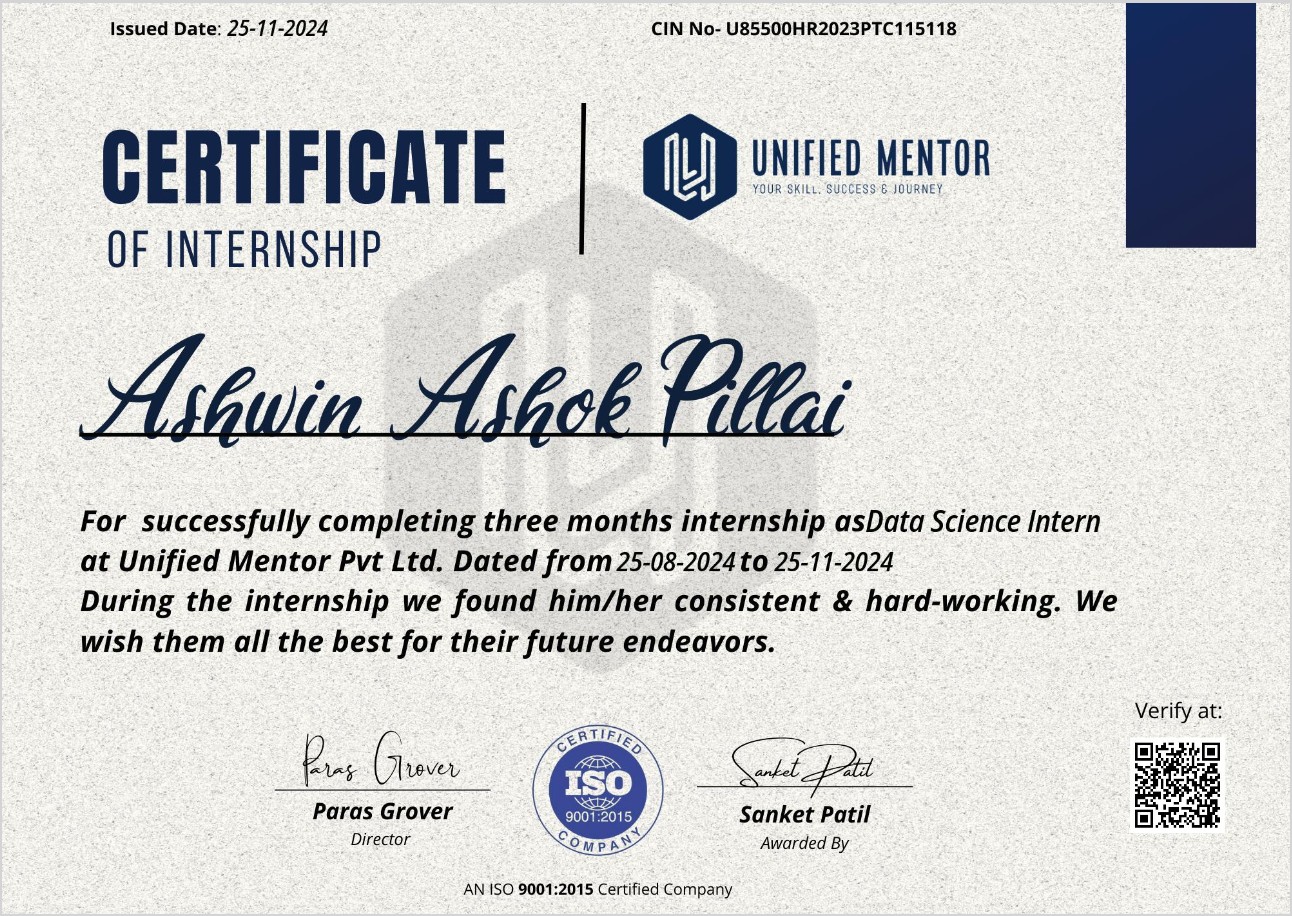 Issued Date: 25-11-2024
CIN No- U85500HR2023PTC115118
CERTIFICATE
OF INTERNSHIP
UNIFIED MENTOR
YOUR SKILL, SUCCESS & JOURNEY
Ashwin Ashok Pillai
For successfully completing three months internship asData Science Intern
at Unified Mentor Pvt Ltd. Dated from 25-08-2024 to 25-11-2024
During the internship we found him/her consistent & hard-working. We
wish them all the best for their future endeavors.
Verify at:
Paras Grover
Paras Grover
Director
CERTIFIED
ISO
9001:2015
COMPANY
Sanket Patil
Sanket Patil
Awarded By
AN ISO 9001:2015 Certified Company